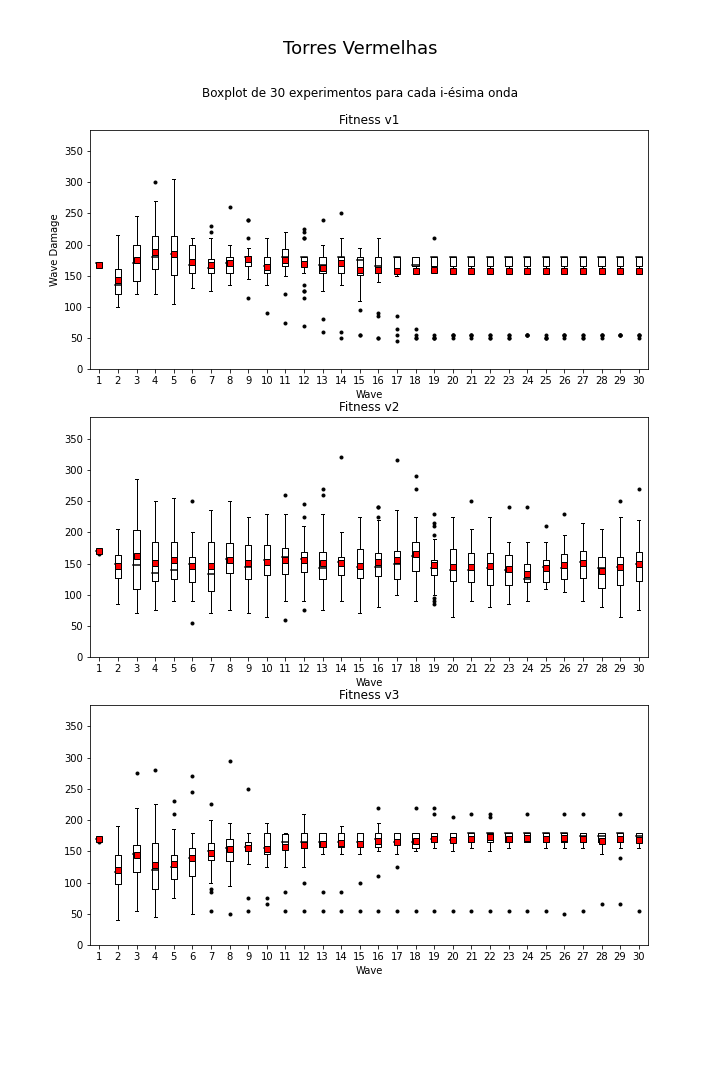 Torres Vermelhas
Boxplot de 30 experimentos para cada i-ésima onda
Fitness v1
350
300
250
200
150
100
50
0
Wave Damage
1 2 3 4 5 6 7 8 9 10 11 12 13 14 15 16 17 18 19 20 21 22 23 24 25 26 27 28 29 30
Wave
Fitness v2
350
300
250
200
150
100
50
0
1 2 3 4 5 6 7 8 9 10 11 12 13 14 15 16 17 18 19 20 21 22 23 24 25 26 27 28 29 30
Wave
Fitness v3
350
300
250
200
150
100
50
0
1 2 3 4 5 6 7 8 9 10 11 12 13 14 15 16 17 18 19 20 21 22 23 24 25 26 27 28 29 30
Wave